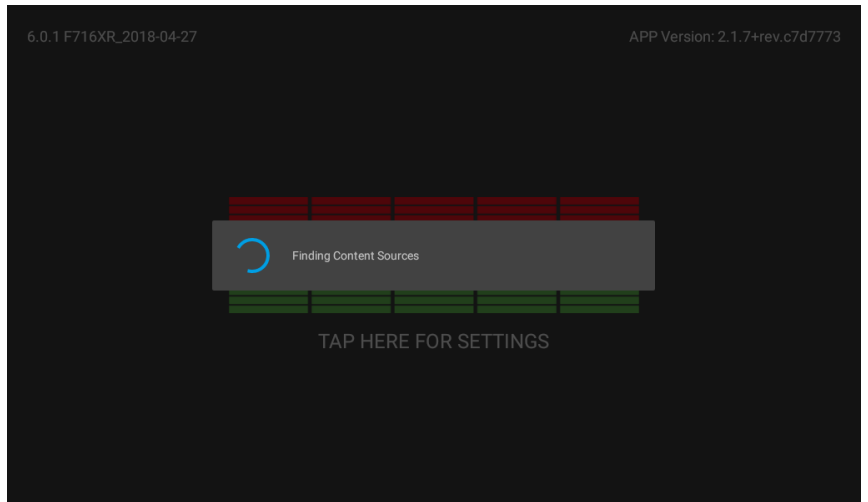 6.0.1 F716XR_2018-04-27
APP Version: 2.1.7+rev.c7d7773
Finding Content Sources
TAP HERE FOR SETTINGS